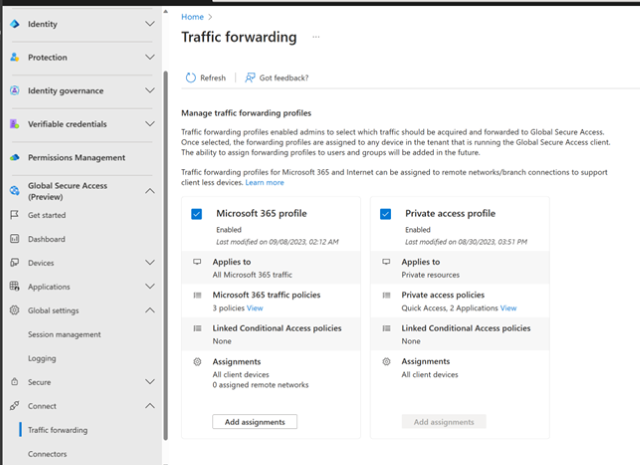 Identity
Protection
Identity governance
Verifiable credentials
Permissions Management
Global Secure Access
(Preview)
Get started
Dashboard
Devices
Applications
Global settings
Session management
Logging
Secure
Connect
Traffic forwarding
Connectors
Home >
Traffic forwarding ...
Refresh | Got feedback?
Manage traffic forwarding profiles
Traffic forwarding profiles enabled admins to select which traffic should be acquired and forwarded to Global Secure Access.
Once selected, the forwarding profiles are assigned to any device in the tenant that is running the Global Secure Access client.
The ability to assign forwarding profiles to users and groups will be added in the future.
Traffic forwarding profiles for Microsoft 365 and Internet can be assigned to remote networks/branch connections to support
client less devices. Learn more
Microsoft 365 profile
Enabled
Last modified on 09/08/2023, 02:12 AM
Applies to
All Microsoft 365 traffic
Microsoft 365 traffic policies
3 policies View
Linked Conditional Access policies
None
Assignments
All client devices
0 assigned remote networks
Add assignments
Private access profile
Enabled
Last modified on 08/30/2023, 03:51 PM
Applies to
Private resources
Private access policies
Quick Access, 2 Applications View
Linked Conditional Access policies
None
Assignments
All client devices
Add assignments